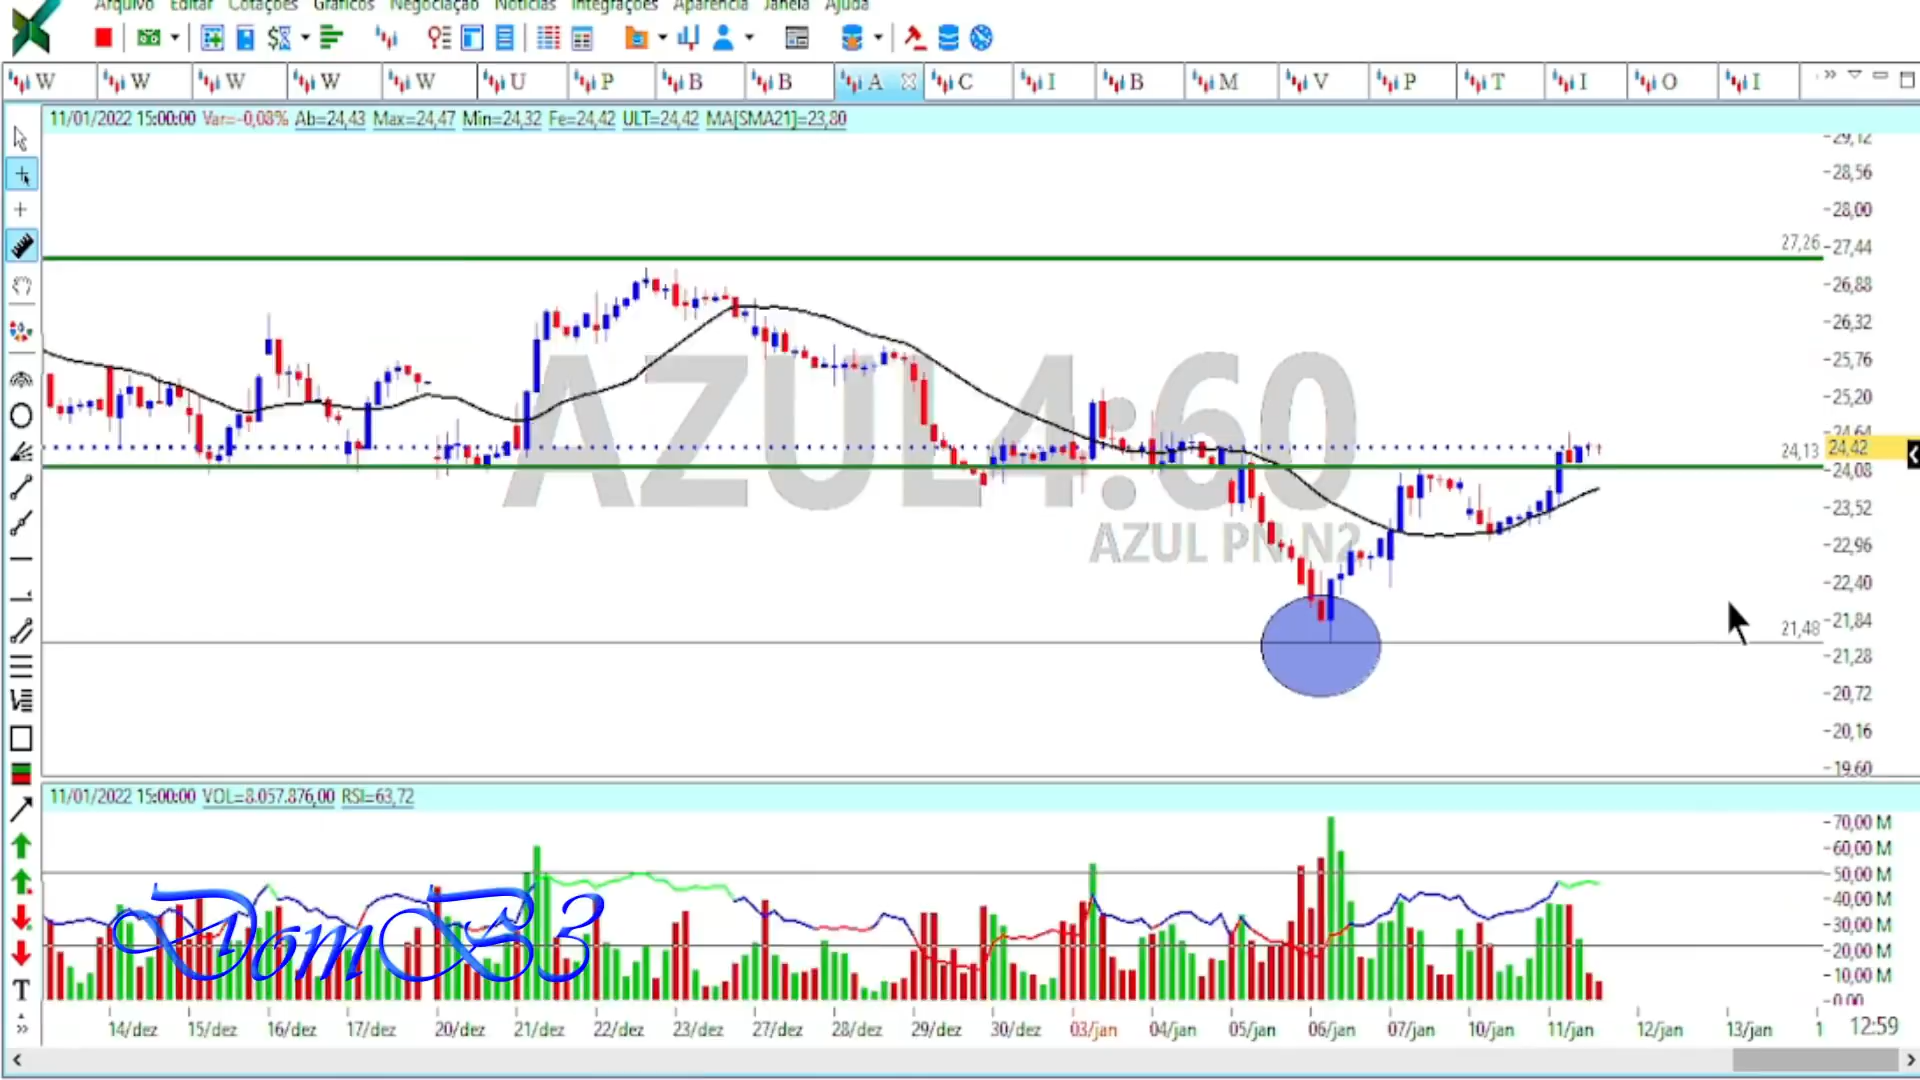 Arquivo Editar Cotações Gráficos Negociação Notícias Integrações Aparência Janela Ajuda
W W W W W U P B B A C I B M V P T I O I
11/01/2022 15:00:00 Var=-0,08% Ab=24,43 Max=24,47 Min=24,32 Fe=24,42 ULT=24,42 MA[SMA21]=23,80
29,12
28,56
28,00
27,26
27,44
26,88
26,32
25,76
25,20
24,64
24,13
24,42
24,08
23,52
22,96
22,40
21,84
21,48
21,28
20,72
20,16
19,60
AZUL4:60
AZUL PN N2
11/01/2022 15:00:00 VOL=8.057.876,00 RSI=63,72
70,00 M
60,00 M
50,00 M
40,00 M
30,00 M
20,00 M
10,00 M
0,00
T
14/dez 15/dez 16/dez 17/dez 20/dez 21/dez 22/dez 23/dez 27/dez 28/dez 29/dez 30/dez 03/jan 04/jan 05/jan 06/jan 07/jan 10/jan 11/jan 12/jan 13/jan 1 12:59